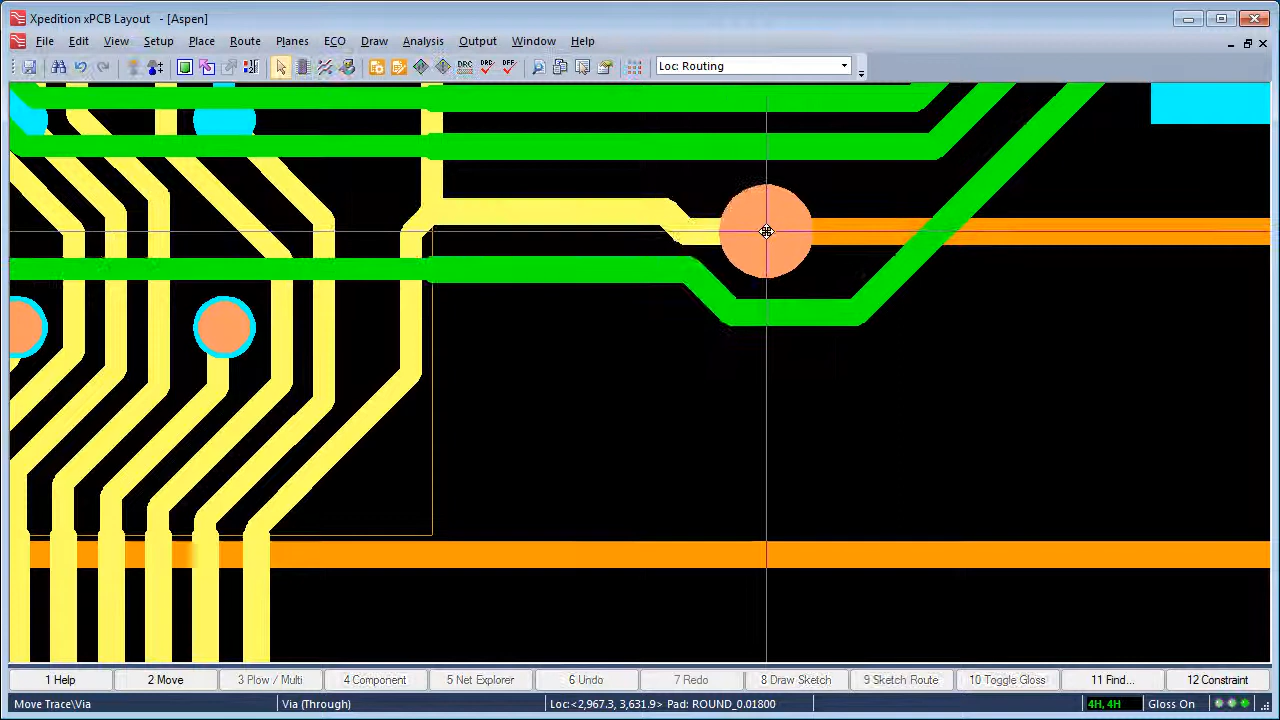 Xpedition xPCB Layout - [Aspen]
File Edit View Setup Place Route Planes ECO Draw Analysis Output Window Help
Loc: Routing
1 Help 2 Move 3 Plow / Multi 4 Component 5 Net Explorer 6 Undo 7 Redo 8 Draw Sketch 9 Sketch Route 10 Toggle Gloss 11 Find... 12 Constraint
Move Trace\Via Via (Through) Loc:<2,967.3, 3,631.9> Pad: ROUND_0.01800 4H, 4H Gloss On